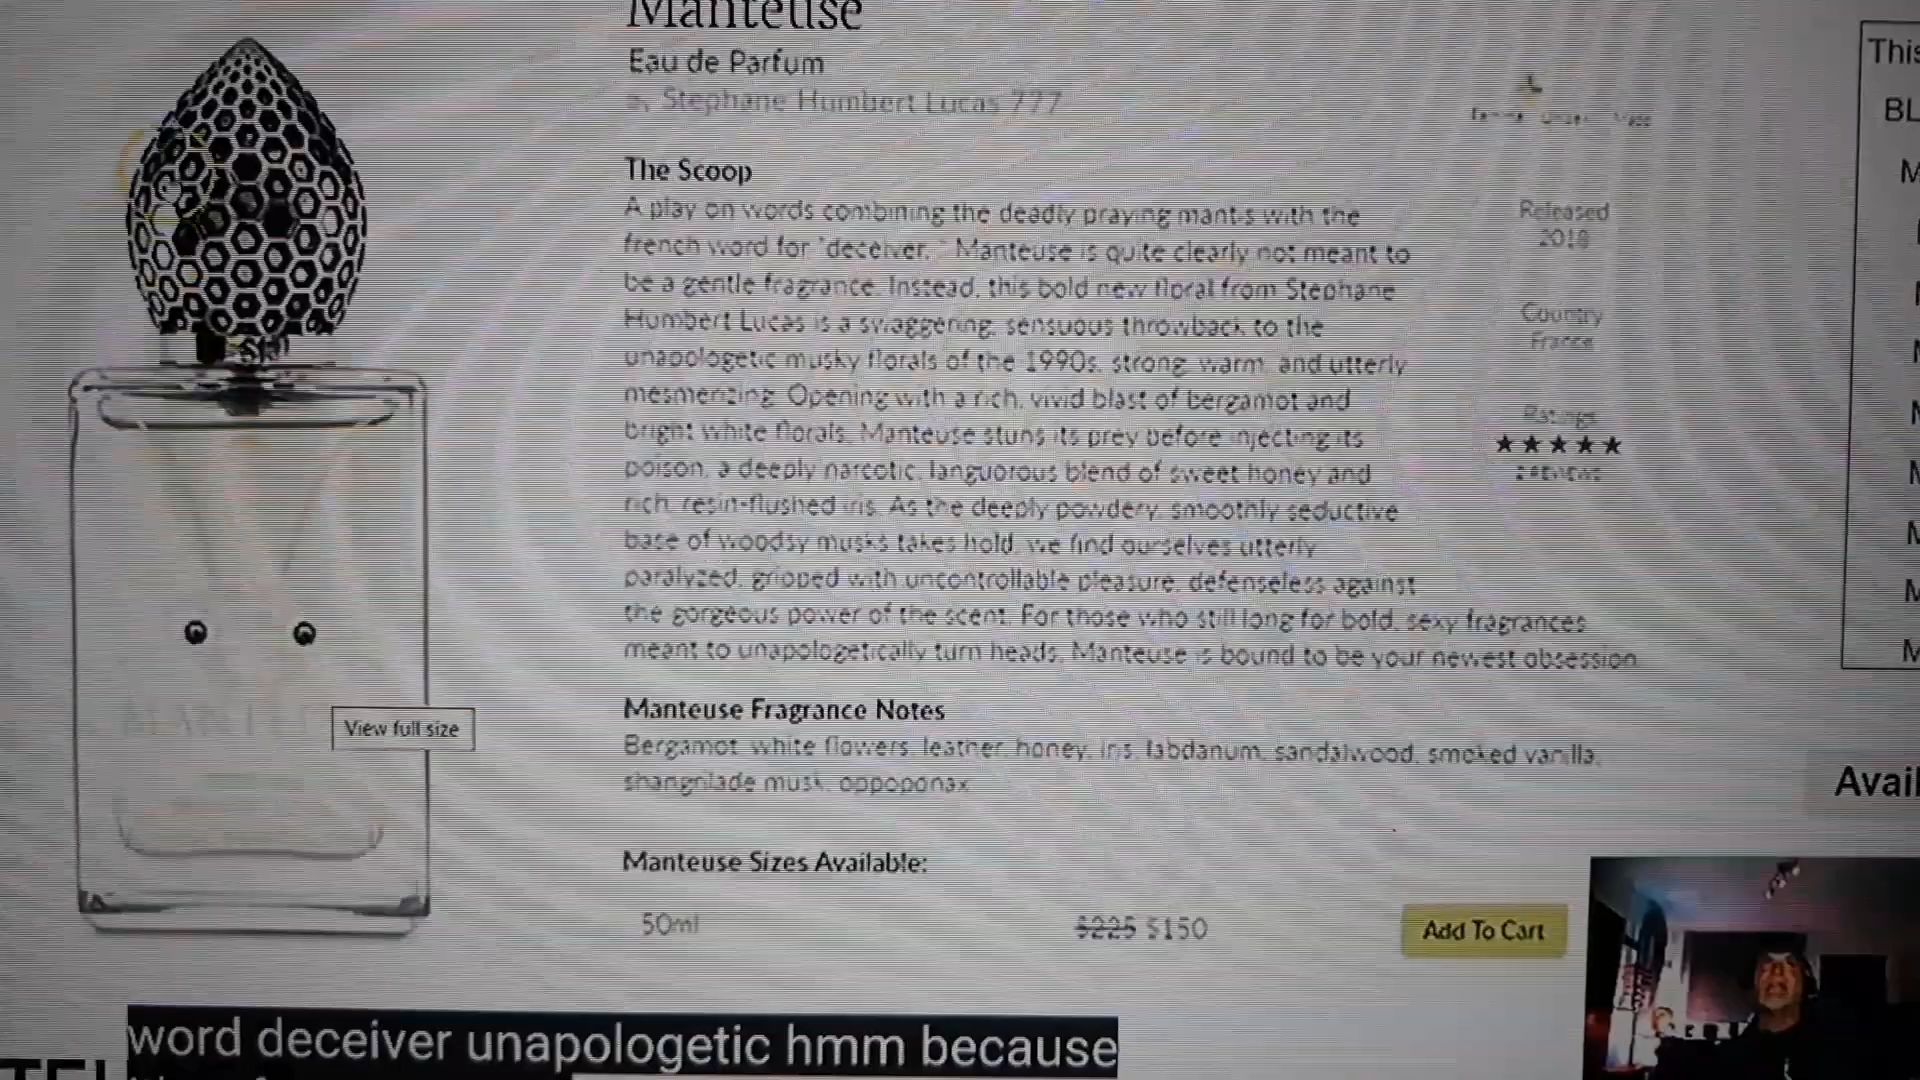 Manteuse
Eau de Parfum
Stephane Humbert Lucas 777
The Scoop
A play on words combining the deadly praying mantis with the
french word for "deceiver," Manteuse is quite clearly not meant to
be a gentle fragrance. Instead, this bold new floral from Stephane
Humbert Lucas is a swaggering, sensuous throwback to the
unapologetic musky florals of the 1990s, strong, warm, and utterly
mesmerizing. Opening with a rich, vivid blast of bergamot and
bright white florals, Manteuse stuns its prey before injecting its
poison, a deeply narcotic, languorous blend of sweet honey and
rich, resin-flushed iris. As the deeply powdery, smoothly seductive
base of woodsy musks takes hold, we find ourselves utterly
paralyzed, gripped with uncontrollable pleasure, defenseless against
the gorgeous power of the scent. For those who still long for bold, sexy fragrances
meant to unapologetically turn heads, Manteuse is bound to be your newest obsession.
Manteuse Fragrance Notes
Bergamot, white flowers, leather, honey, iris, labdanum, sandalwood, smoked vanilla,
musk, oppoponax
Manteuse Sizes Available:
50ml $225 $150 Add To Cart
Released
2018
Country
France
Ratings
View full size
This
BL
Avail
word deceiver unapologetic hmm because